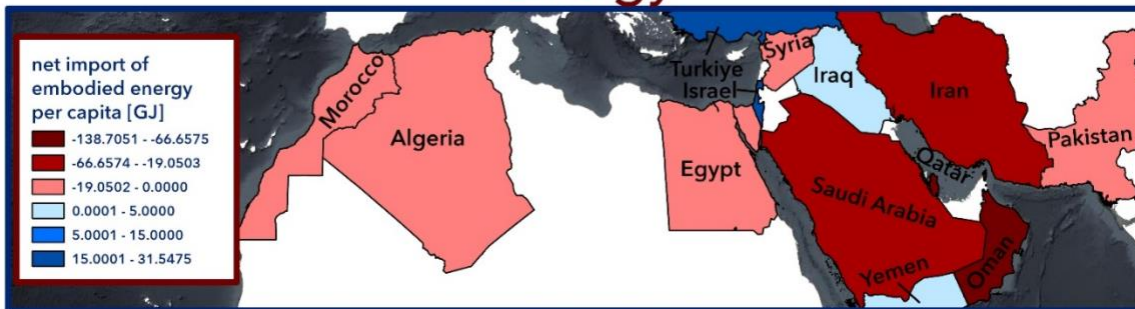 net import of
embodied energy
per capita [GJ]
-138.7051 - -66.6575
-66.6574 - -19.0503
-19.0502 - 0.0000
0.0001 - 5.0000
5.0001 - 15.0000
15.0001 - 31.5475
Morocco
Algeria
Egypt
Turkiye
Israel
Syria
Iraq
Iran
Pakistan
Qatar
Saudi Arabia
Yemen
Oman